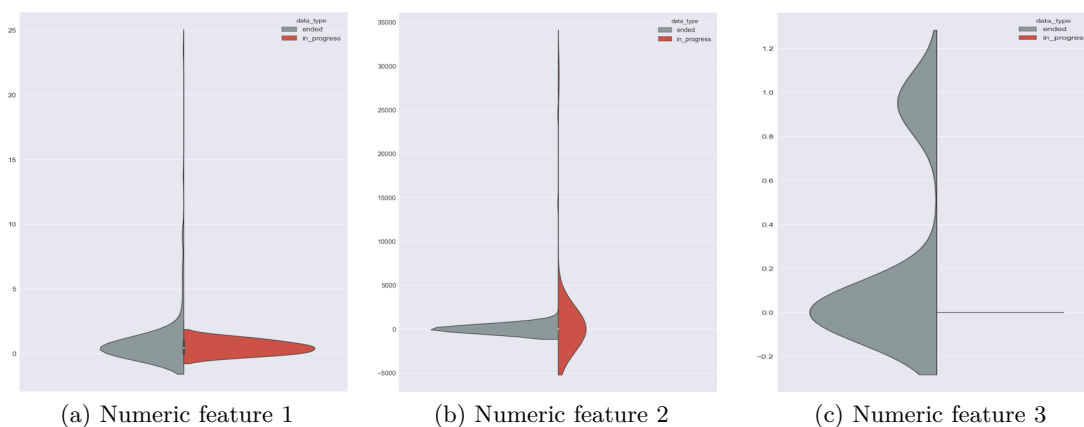 data_type
ended
in_progress
25
20
15
10
5
0
(a) Numeric feature 1
data_type
ended
in_progress
35000
30000
25000
20000
15000
10000
5000
0
−5000
(b) Numeric feature 2
data_type
ended
in_progress
1.2
1.0
0.8
0.6
0.4
0.2
0.0
−0.2
(c) Numeric feature 3